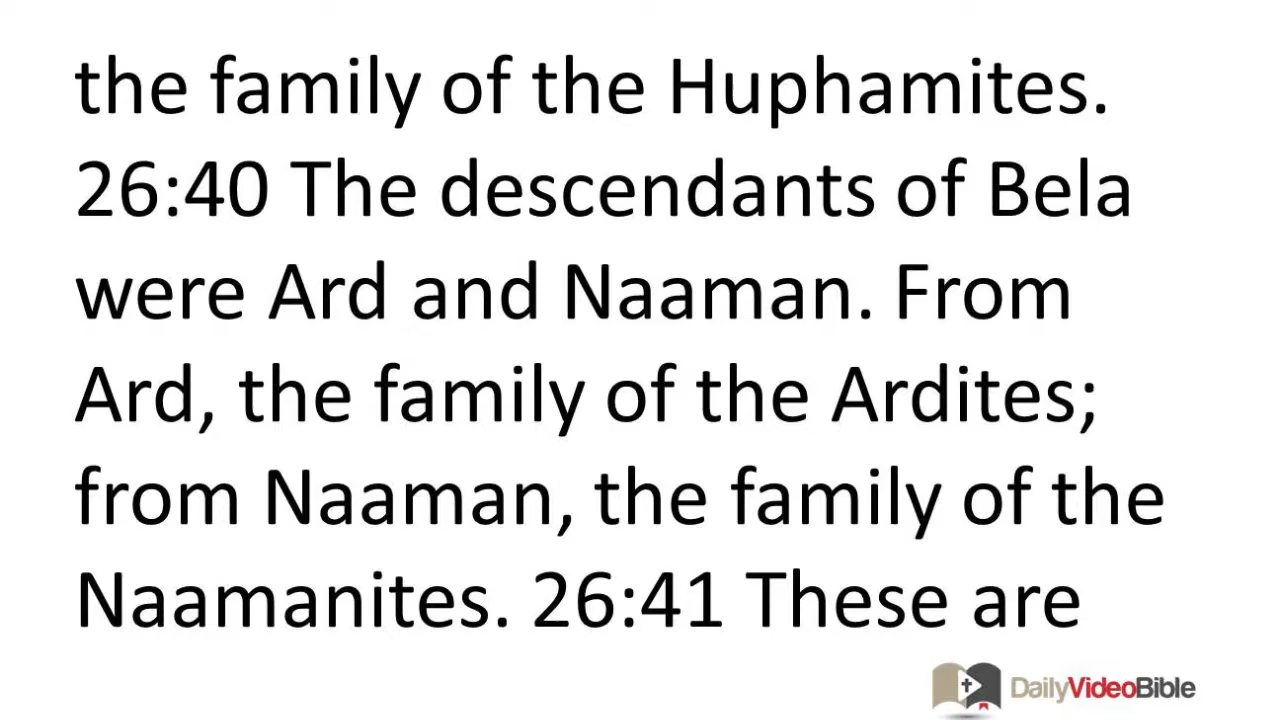 the family of the Huphamites.
26:40 The descendants of Bela
were Ard and Naaman. From
Ard, the family of the Ardites;
from Naaman, the family of the
Naamanites. 26:41 These are
DailyVideoBible